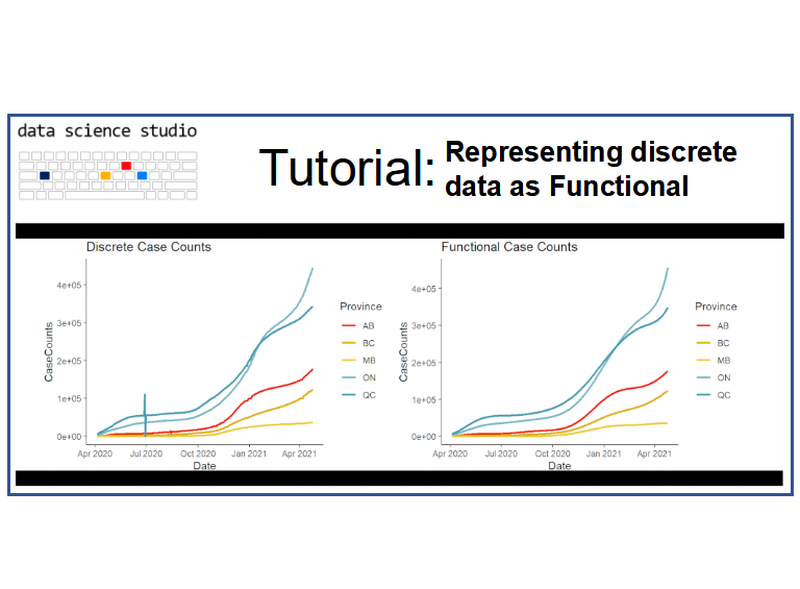 data science studio
Tutorial:
Representing discrete
data as Functional
Discrete Case Counts
4e+05
3e+05
2e+05
1e+05
0e+00
CaseCounts
Apr 2020 Jul 2020 Oct 2020 Jan 2021 Apr 2021
Date
Province
AB
BC
MB
ON
QC
Functional Case Counts
4e+05
3e+05
2e+05
1e+05
0e+00
CaseCounts
Apr 2020 Jul 2020 Oct 2020 Jan 2021 Apr 2021
Date
Province
AB
BC
MB
ON
QC